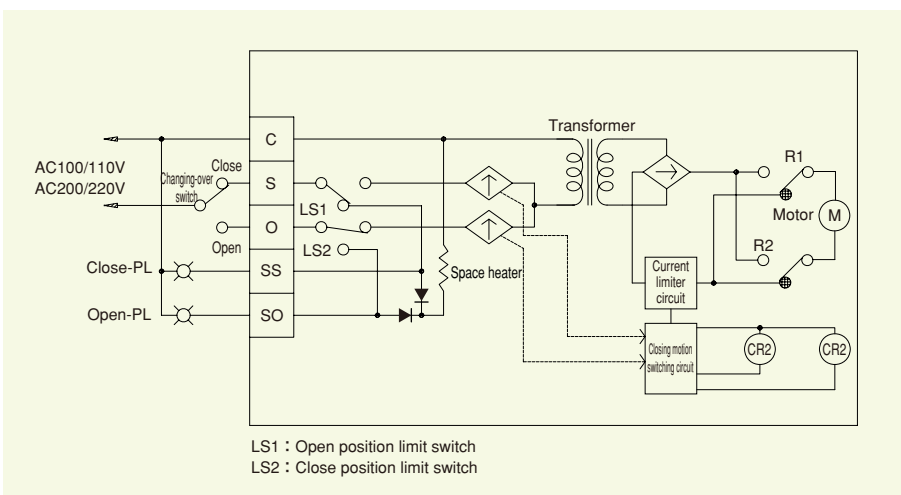 Transformer
C
AC100/110V
AC200/220V
Changing-over
switch
Close
S
LS1
R1
O
Open
LS2
Motor
M
R2
Close-PL
SS
Space heater
Current
limiter
circuit
Open-PL
SO
Closing motion
switching circuit
CR2
CR2
LS1：Open position limit switch
LS2：Close position limit switch